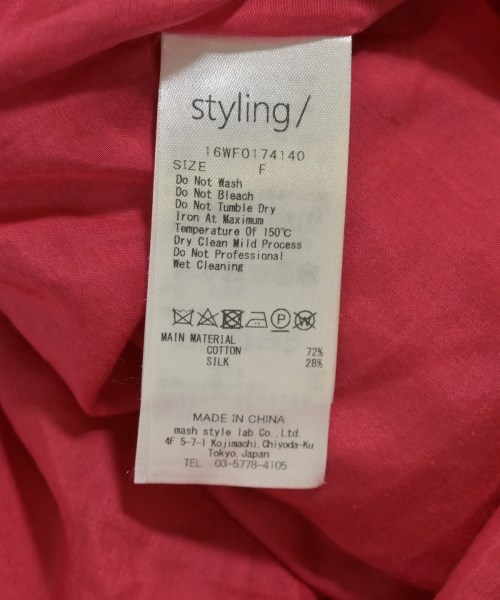 styling/
16WF0174140
SIZE F
Do Not Wash
Do Not Bleach
Do Not Tumble Dry
Iron At Maximum
Temperature Of 150℃
Dry Clean Mild Process
Do Not Professional
Wet Cleaning
P W
MAIN MATERIAL
COTTON 72%
SILK 28%
MADE IN CHINA
mash style lab Co., Ltd.
4F 5-7-1 Kojimachi, Chiyoda-Ku
Tokyo, Japan
TEL 03-5778-4105